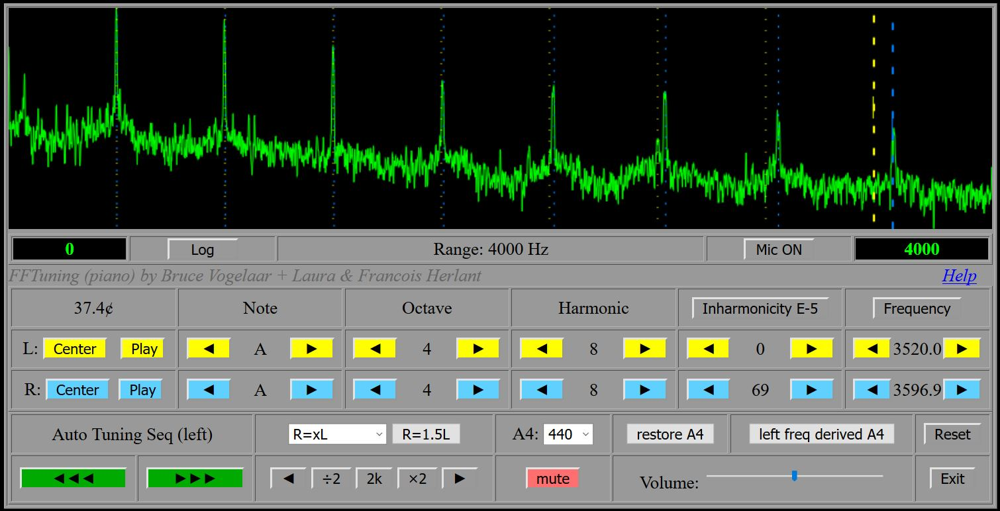 0 Log Range: 4000 Hz Mic ON 4000
FFTuning (piano) by Bruce Vogelaar + Laura & Francois Herlant Help
37.4¢ Note Octave Harmonic Inharmonicity E-5 Frequency
L: Center Play ◄ A ► ◄ 4 ► ◄ 8 ► ◄ 0 ► ◄ 3520.0 ►
R: Center Play ◄ A ► ◄ 4 ► ◄ 8 ► ◄ 69 ► ◄ 3596.9 ►
Auto Tuning Seq (left) R=xL R=1.5L A4: 440 restore A4 left freq derived A4 Reset
◄◄◄ ►►► ◄ ÷2 2k ×2 ► mute Volume: Exit